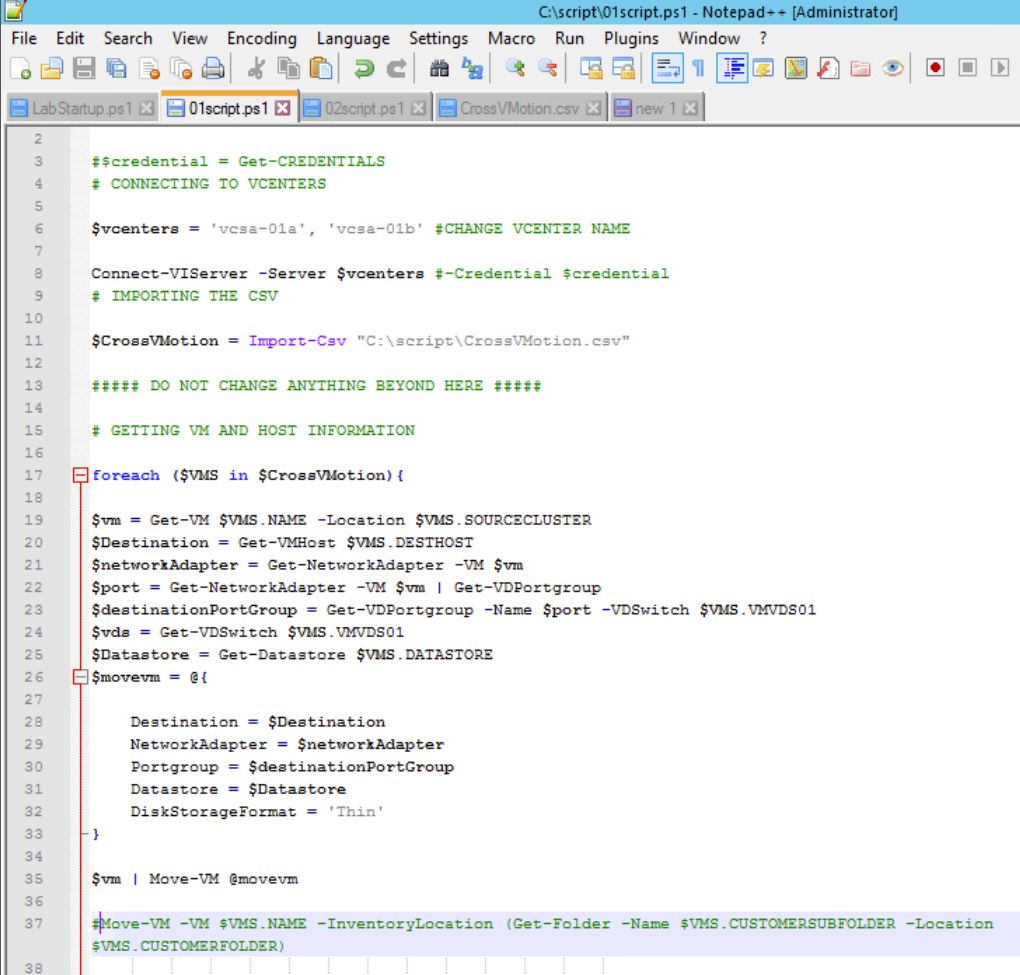 C:\script\01script.ps1 - Notepad++ [Administrator]
File Edit Search View Encoding Language Settings Macro Run Plugins Window ?
LabStartup.ps1 01script.ps1 02script.ps1 CrossVMotion.csv new 1
2
3 #$credential = Get-CREDENTIALS
4 # CONNECTING TO VCENTERS
5
6 $vcenters = 'vcsa-01a', 'vcsa-01b' #CHANGE VCENTER NAME
7
8 Connect-VIServer -Server $vcenters #-Credential $credential
9 # IMPORTING THE CSV
10
11 $CrossVMotion = Import-Csv "C:\script\CrossVMotion.csv"
12
13 ##### DO NOT CHANGE ANYTHING BEYOND HERE #####
14
15 # GETTING VM AND HOST INFORMATION
16
17 foreach ($VMS in $CrossVMotion){
18
19 $vm = Get-VM $VMS.NAME -Location $VMS.SOURCECLUSTER
20 $Destination = Get-VMHost $VMS.DESTHOST
21 $networkAdapter = Get-NetworkAdapter -VM $vm
22 $port = Get-NetworkAdapter -VM $vm | Get-VDPortgroup
23 $destinationPortGroup = Get-VDPortgroup -Name $port -VDSwitch $VMS.VMVDS01
24 $vds = Get-VDSwitch $VMS.VMVDS01
25 $Datastore = Get-Datastore $VMS.DATASTORE
26 $movevm = @{
27
28 Destination = $Destination
29 NetworkAdapter = $networkAdapter
30 Portgroup = $destinationPortGroup
31 Datastore = $Datastore
32 DiskStorageFormat = 'Thin'
33 }
34
35 $vm | Move-VM @movevm
36
37 #Move-VM -VM $VMS.NAME -InventoryLocation (Get-Folder -Name $VMS.CUSTOMERSUBFOLDER -Location
$VMS.CUSTOMERFOLDER)
38